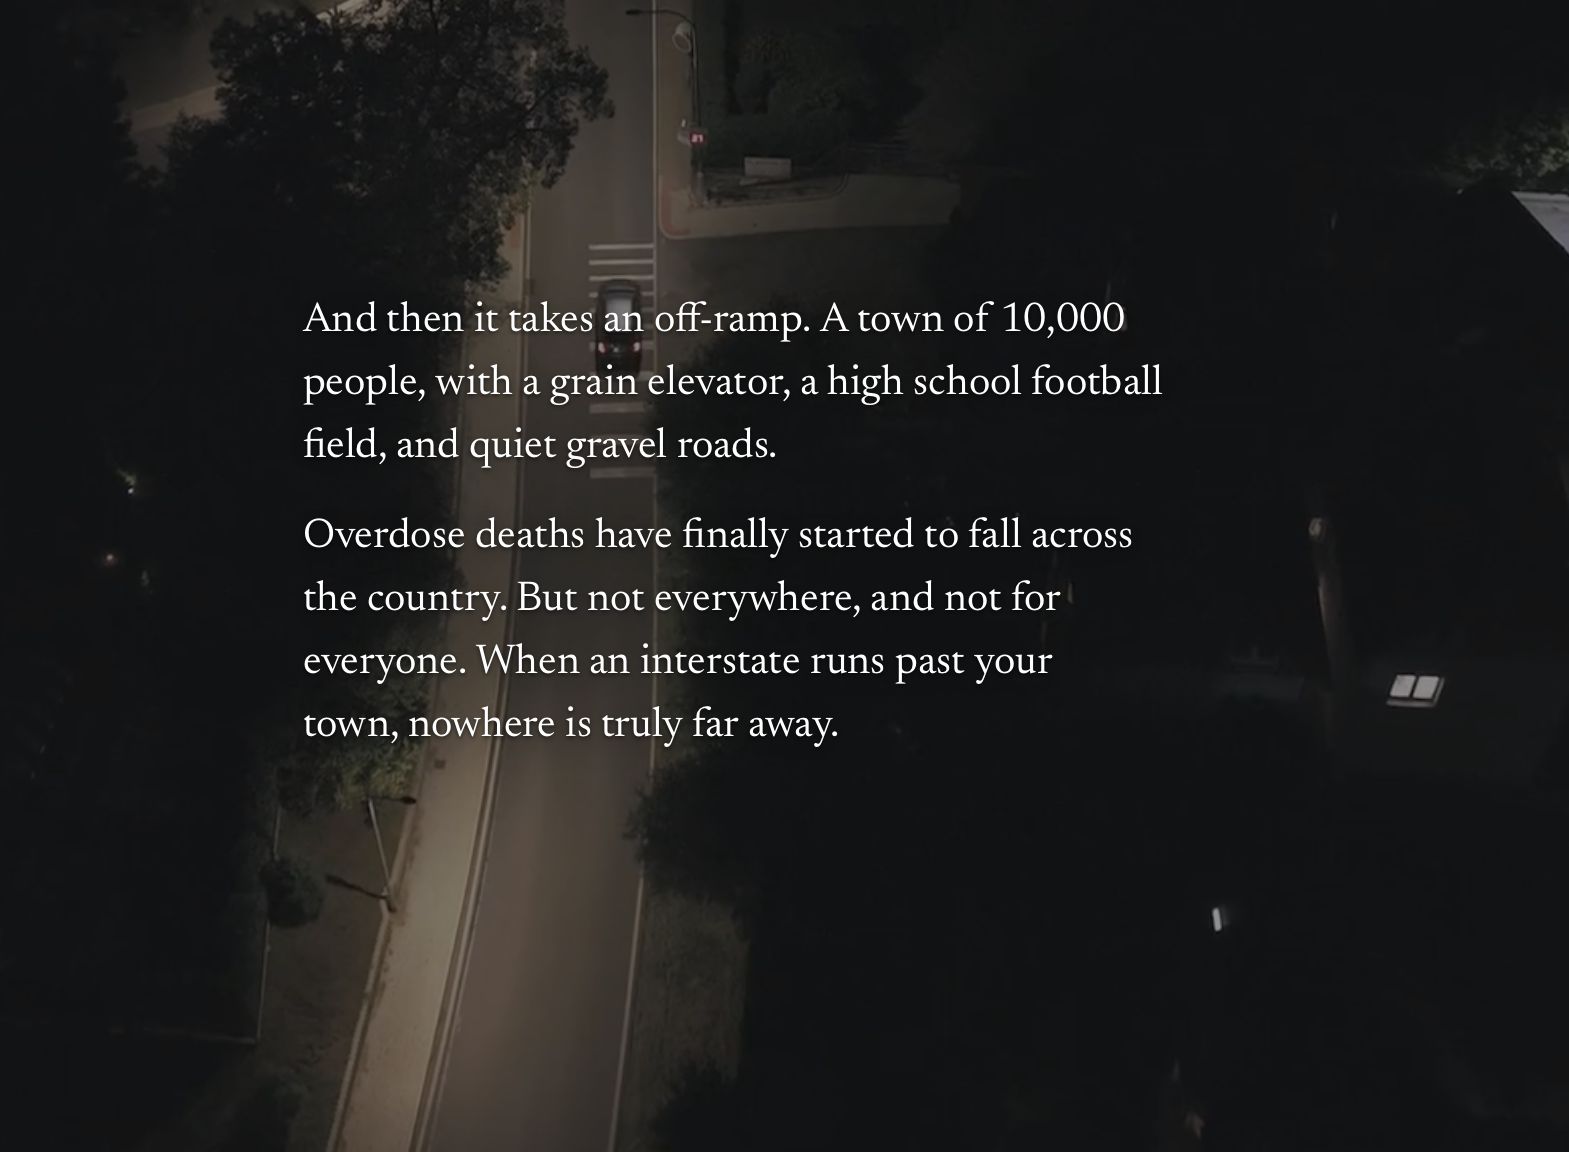 And then it takes an off-ramp. A town of 10,000
people, with a grain elevator, a high school football
field, and quiet gravel roads.
Overdose deaths have finally started to fall across
the country. But not everywhere, and not for
everyone. When an interstate runs past your
town, nowhere is truly far away.